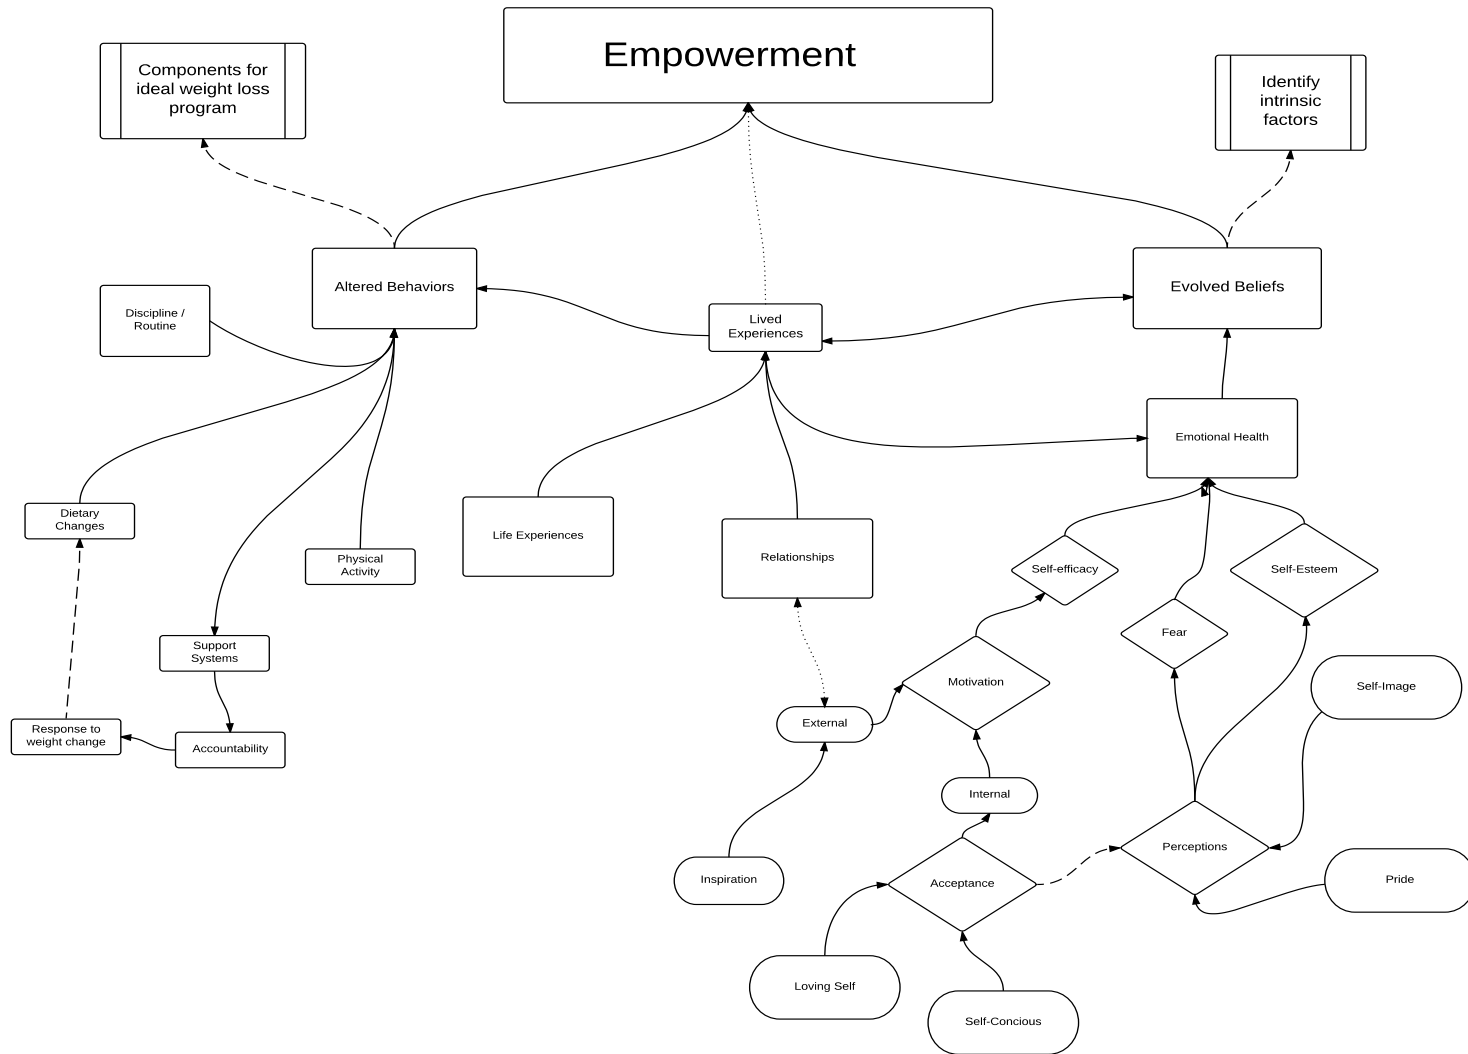 Empowerment
Components for
ideal weight loss
program
Identify
intrinsic
factors
Altered Behaviors
Evolved Beliefs
Discipline /
Routine
Lived
Experiences
Emotional Health
Dietary
Changes
Life Experiences
Relationships
Physical
Activity
Self-efficacy
Self-Esteem
Fear
Support
Systems
Motivation
Self-Image
External
Response to
weight change
Accountability
Internal
Perceptions
Inspiration
Acceptance
Pride
Loving Self
Self-Concious